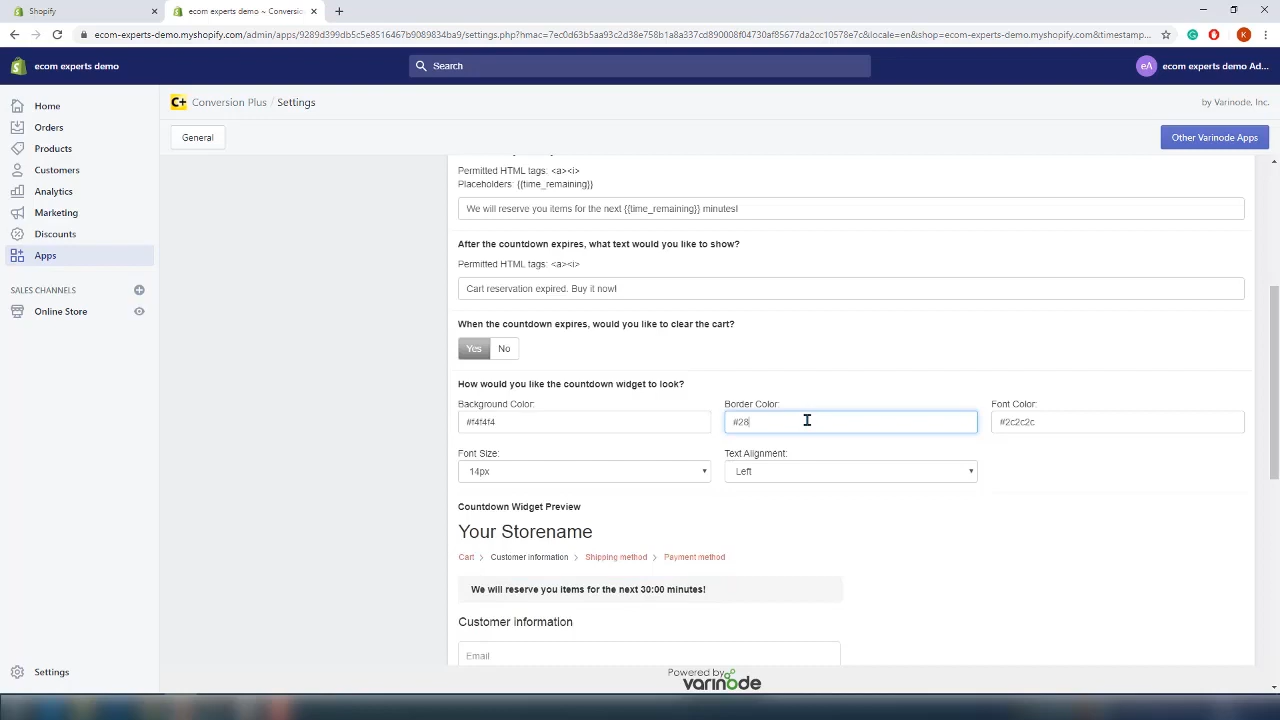 Shopify
ecom experts demo ~ Conversi
ecom-experts-demo.myshopify.com/admin/apps/9289d399db5c5e8516467b9089834ba9/settings.php?hmac=7ec0d63b5aa93c2d38e758b1a8a337cd890008f04730af85677da2cc10578e7c&locale=en&shop=ecom-experts-demo.myshopify.com&timestamp...
K
ecom experts demo
Search
eA
ecom experts demo Ad...
Home
Orders
Products
Customers
Analytics
Marketing
Discounts
Apps
SALES CHANNELS
Online Store
Settings
C+ Conversion Plus / Settings
by Varinode, Inc.
General
Other Varinode Apps
Permitted HTML tags: <a><i>
Placeholders: {{time_remaining}}
We will reserve you items for the next {{time_remaining}} minutes!
After the countdown expires, what text would you like to show?
Permitted HTML tags: <a><i>
Cart reservation expired. Buy it now!
When the countdown expires, would you like to clear the cart?
Yes No
How would you like the countdown widget to look?
Background Color: Border Color: Font Color:
#f4f4f4 #28 #2c2c2c
Font Size: Text Alignment:
14px Left
Countdown Widget Preview
Your Storename
Cart > Customer information > Shipping method > Payment method
We will reserve you items for the next 30:00 minutes!
Customer information
Email
Powered by
varinode